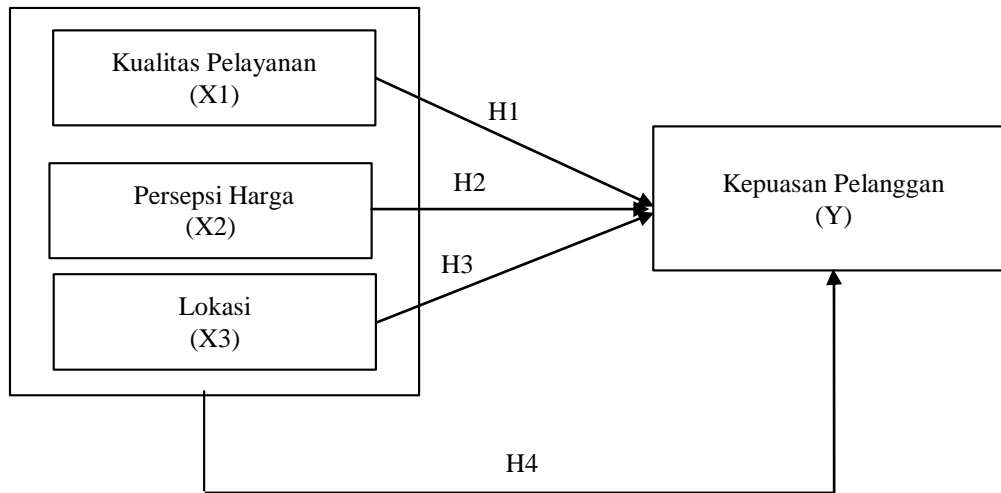 Kualitas Pelayanan
(X1)
H1
Persepsi Harga
(X2)
H2
Kepuasan Pelanggan
(Y)
H3
Lokasi
(X3)
H4